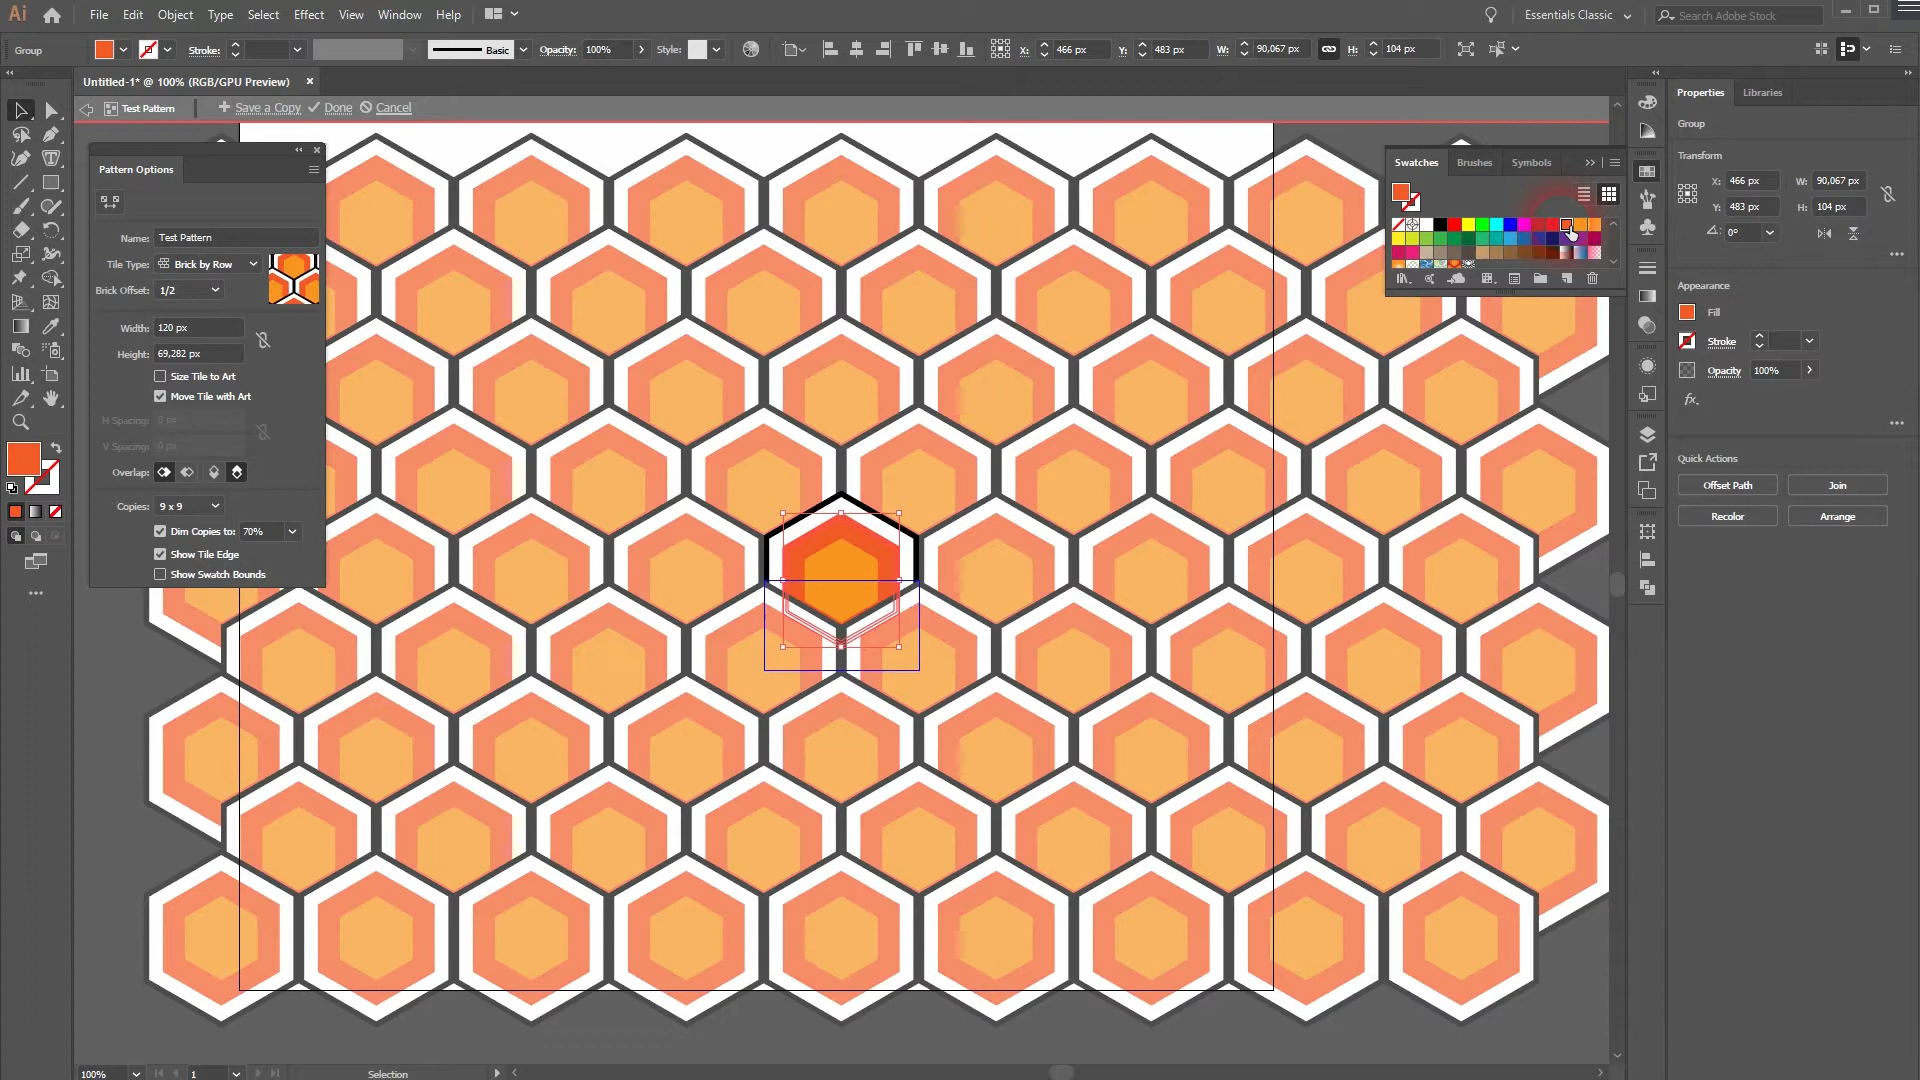 Ai File Edit Object Type Select Effect View Window Help Essentials Classic Search Adobe Stock
Group Stroke: Basic Opacity: 100% Style: X: 466 px Y: 483 px W: 90,067 px H: 104 px
Untitled-1* @ 100% (RGB/GPU Preview)
Test Pattern Save a Copy Done Cancel
Pattern Options
Name: Test Pattern
Tile Type: Brick by Row
Brick Offset: 1/2
Width: 120 px
Height: 69,282 px
Size Tile to Art
Move Tile with Art
H Spacing: 0 px
V Spacing: 0 px
Overlap:
Copies: 9 x 9
Dim Copies to: 70%
Show Tile Edge
Show Swatch Bounds
Swatches Brushes Symbols
Properties Libraries
Group
Transform
X: 466 px W: 90,067 px
Y: 483 px H: 104 px
0°
Appearance
Fill
Stroke
Opacity 100%
fx.
Quick Actions
Offset Path Join
Recolor Arrange
100% 1 Selection